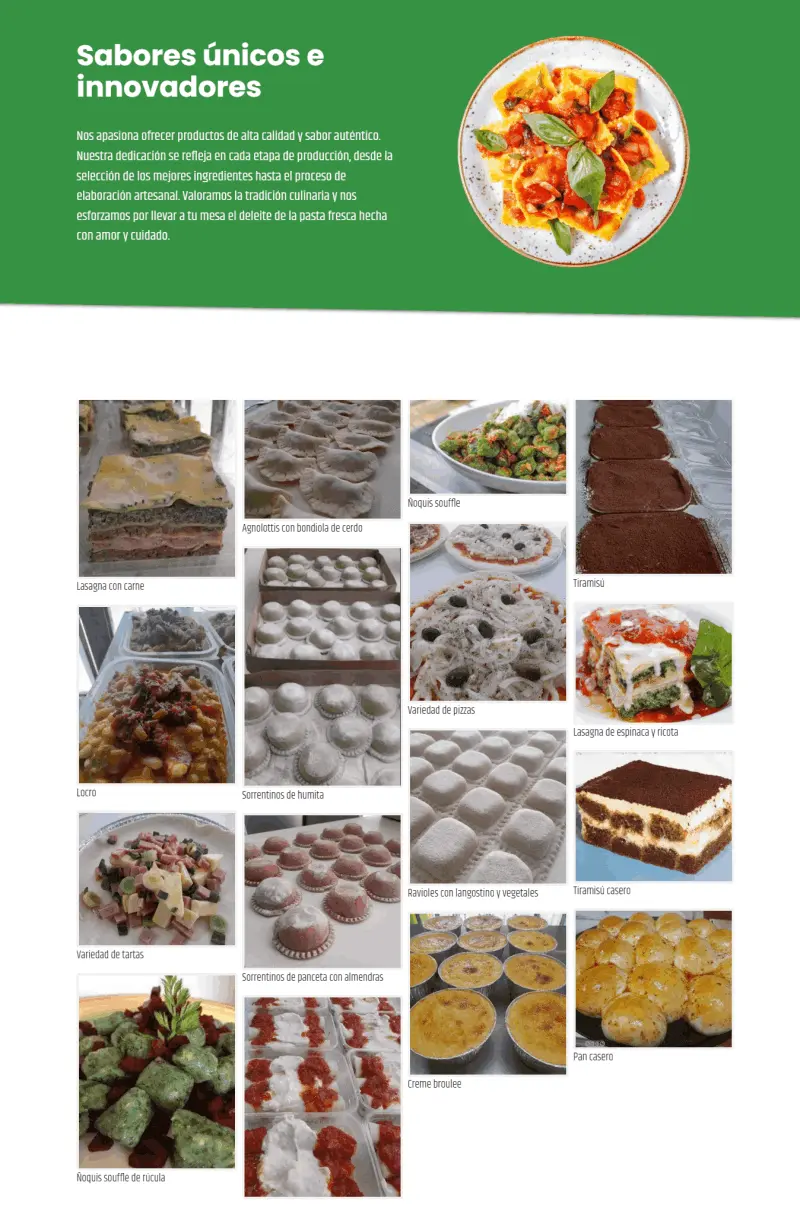 Sabores únicos e
innovadores
Nos apasiona ofrecer productos de alta calidad y sabor auténtico.
Nuestra dedicación se refleja en cada etapa de producción, desde la
selección de los mejores ingredientes hasta el proceso de
elaboración artesanal. Valoramos la tradición culinaria y nos
esforzamos por llevar a tu mesa el deleite de la pasta fresca hecha
con amor y cuidado.
Lasagna con carne
Locro
Variedad de tartas
Ñoquis souffle de rúcula
Agnolottis con bondiola de cerdo
Sorrentinos de humita
Sorrentinos de panceta con almendras
Ñoquis souffle
Variedad de pizzas
Ravioles con langostino y vegetales
Creme broulee
Tiramisú
Lasagna de espinaca y ricota
Tiramisú casero
Pan casero